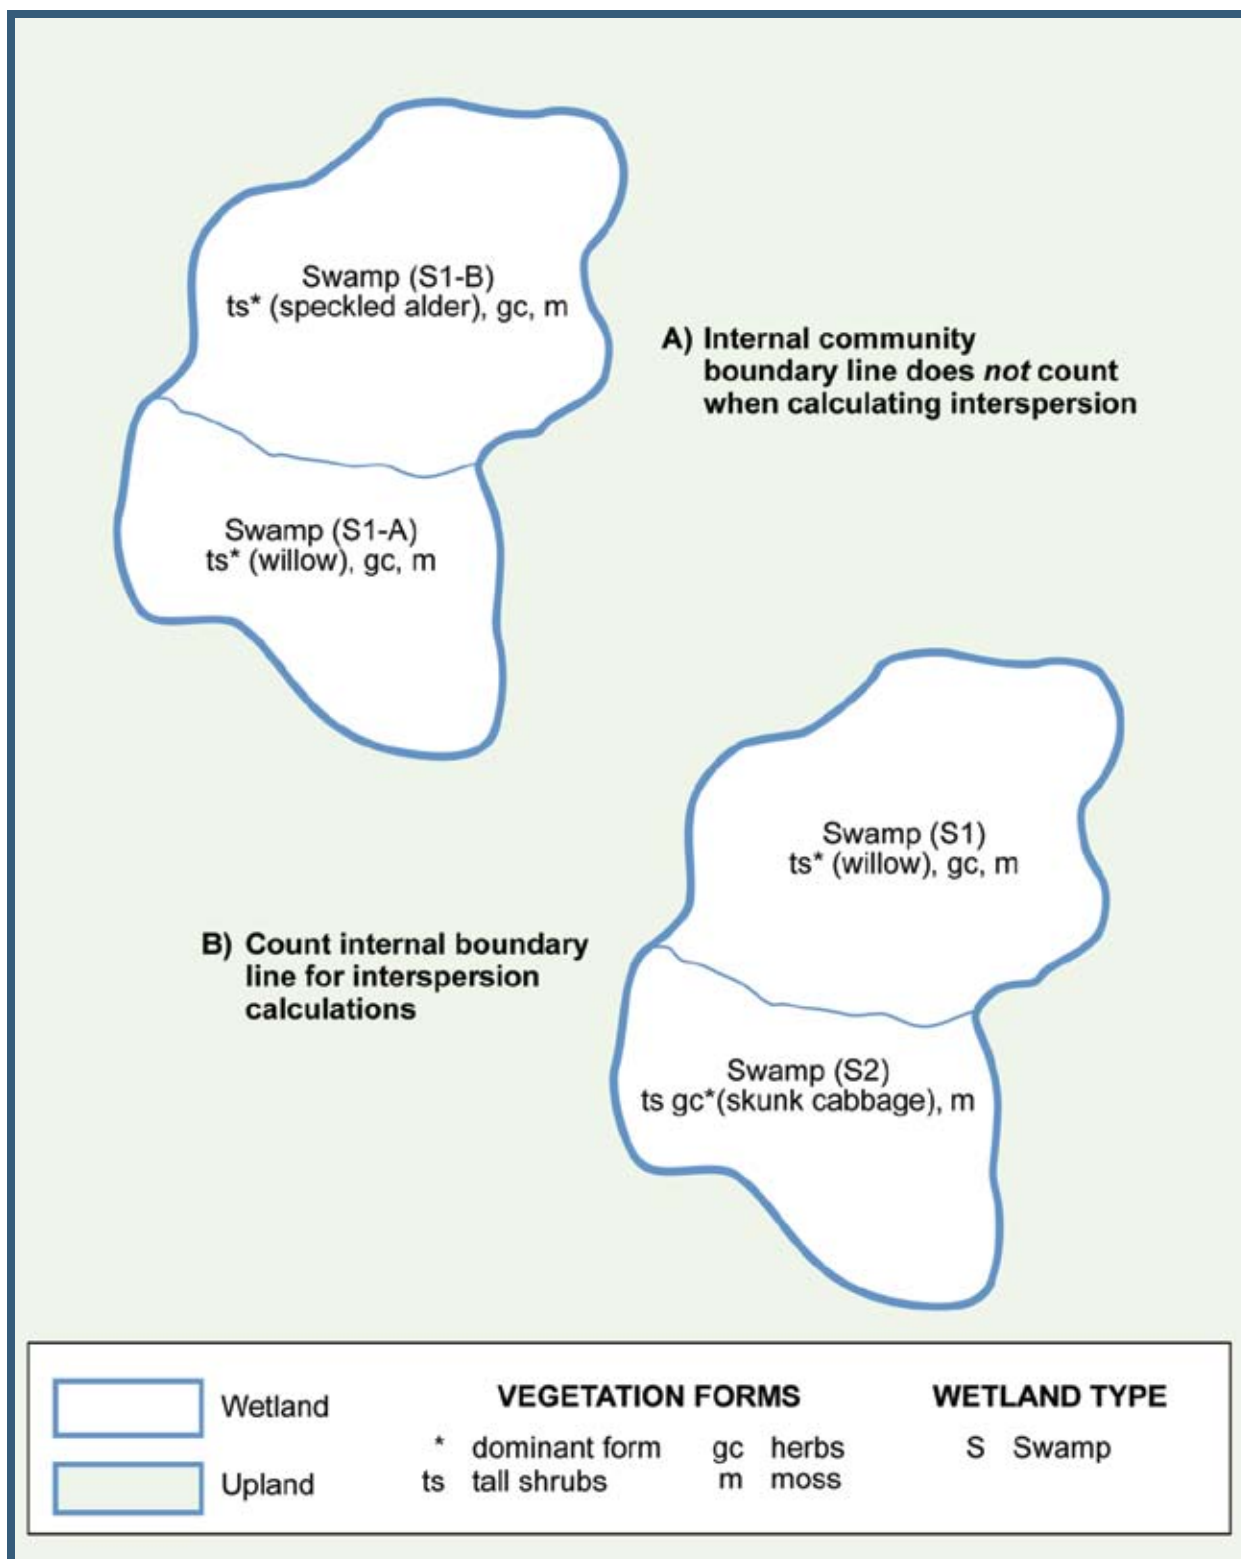 Swamp (S1-B)
ts* (speckled alder), gc, m
A) Internal community
boundary line does not count
when calculating interspersion
Swamp (S1-A)
ts* (willow), gc, m
Swamp (S1)
ts* (willow), gc, m
B) Count internal boundary
line for interspersion
calculations
Swamp (S2)
ts gc*(skunk cabbage), m
Wetland
Upland
VEGETATION FORMS
* dominant form
ts tall shrubs
gc herbs
m moss
WETLAND TYPE
S Swamp